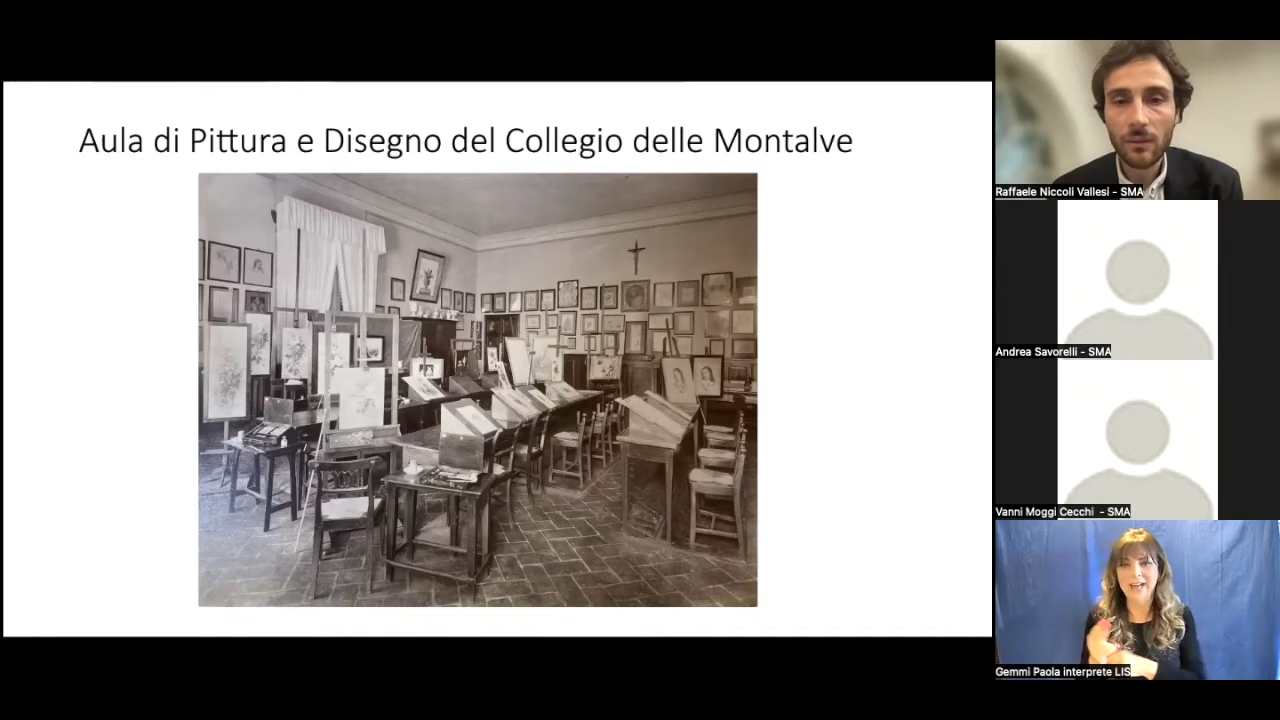 Aula di Pittura e Disegno del Collegio delle Montalve
Raffaele Niccoli Vallesi - SMA
Andrea Savorelli - SMA
Vanni Moggi Cecchi - SMA
Gemmi Paola interprete LIS